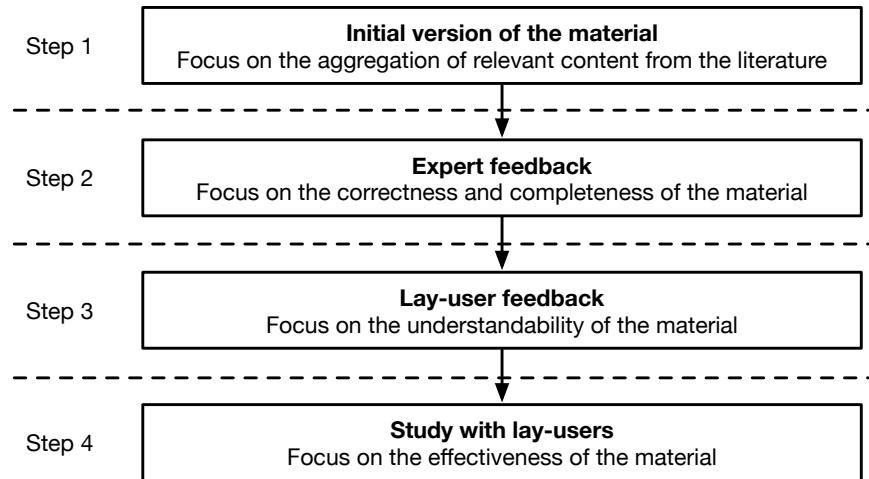 Step 1
Initial version of the material
Focus on the aggregation of relevant content from the literature
Step 2
Expert feedback
Focus on the correctness and completeness of the material
Step 3
Lay-user feedback
Focus on the understandability of the material
Step 4
Study with lay-users
Focus on the effectiveness of the material